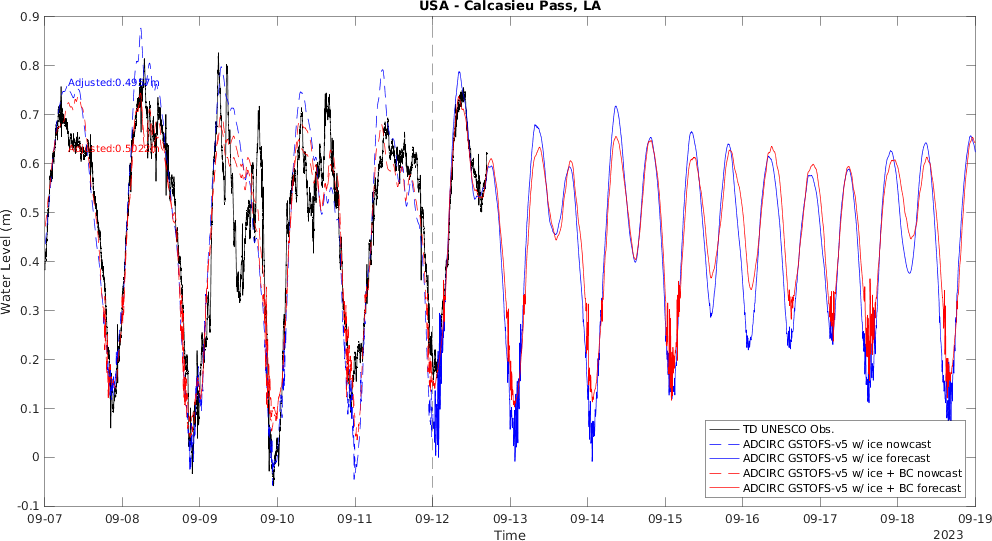 USA - Calcasieu Pass, LA
0.9
0.8
0.7
0.6
0.5
0.4
0.3
0.2
0.1
0
-0.1
Water Level (m)
TD UNESCO Obs.
ADCIRC GSTOFS-v5 w/ ice nowcast
ADCIRC GSTOFS-v5 w/ ice forecast
ADCIRC GSTOFS-v5 w/ ice + BC nowcast
ADCIRC GSTOFS-v5 w/ ice + BC forecast
09-07 09-08 09-09 09-10 09-11 09-12 09-13 09-14 09-15 09-16 09-17 09-18 09-19
Time
2023